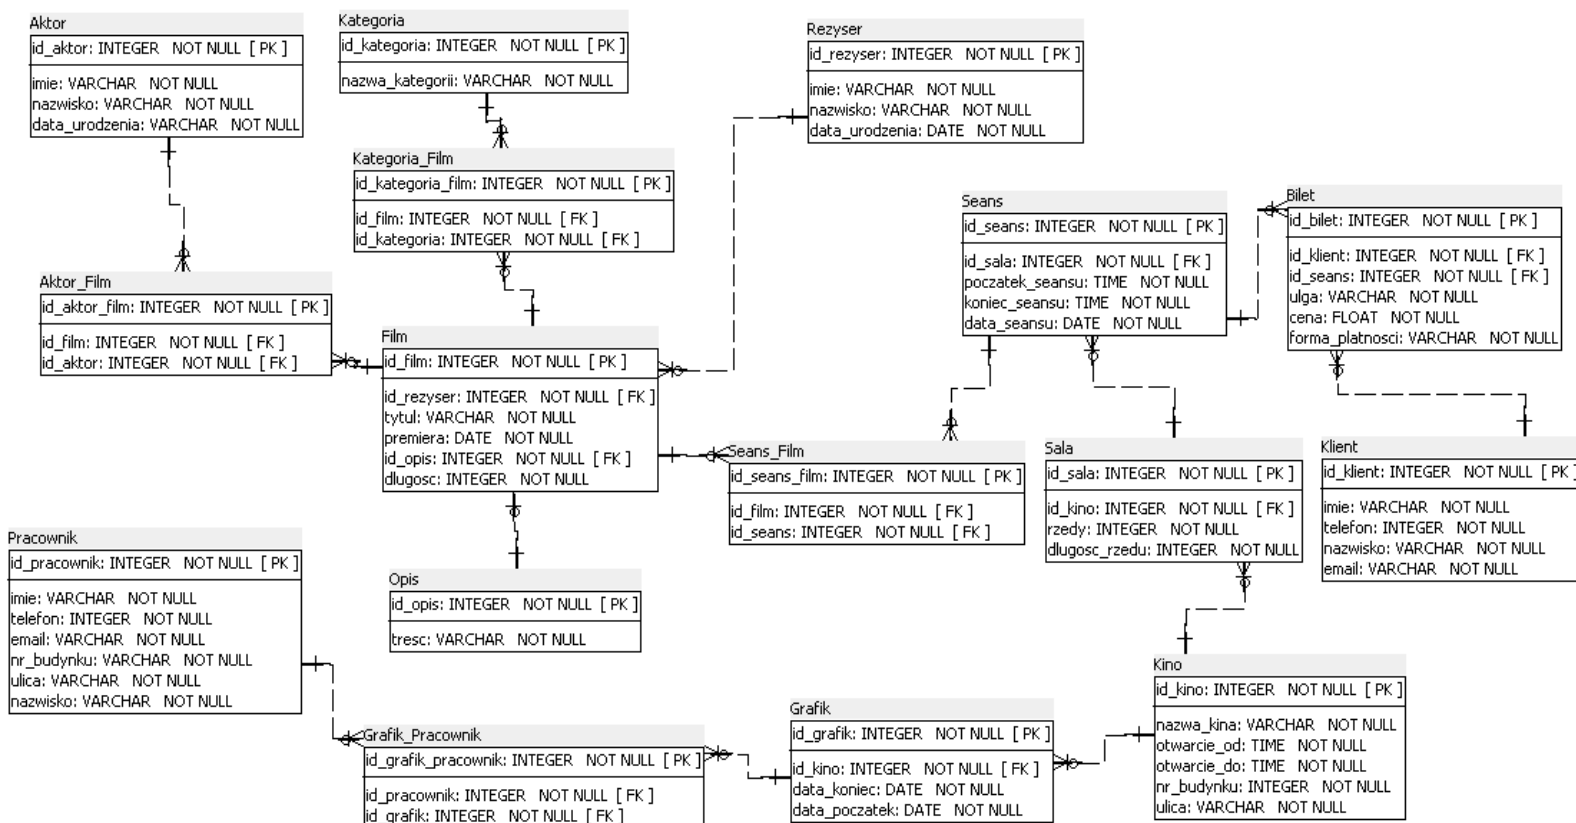 Aktor
id_aktor: INTEGER NOT NULL [ PK ]
imie: VARCHAR NOT NULL
nazwisko: VARCHAR NOT NULL
data_urodzenia: VARCHAR NOT NULL
Kategoria
id_kategoria: INTEGER NOT NULL [ PK ]
nazwa_kategorii: VARCHAR NOT NULL
Rezyser
id_rezyser: INTEGER NOT NULL [ PK ]
imie: VARCHAR NOT NULL
nazwisko: VARCHAR NOT NULL
data_urodzenia: DATE NOT NULL
Kategoria_Film
id_kategoria_film: INTEGER NOT NULL [ PK ]
id_film: INTEGER NOT NULL [ FK ]
id_kategoria: INTEGER NOT NULL [ FK ]
Seans
id_seans: INTEGER NOT NULL [ PK ]
id_sala: INTEGER NOT NULL [ FK ]
poczatek_seansu: TIME NOT NULL
koniec_seansu: TIME NOT NULL
data_seansu: DATE NOT NULL
Bilet
id_bilet: INTEGER NOT NULL [ PK ]
id_klient: INTEGER NOT NULL [ FK ]
id_seans: INTEGER NOT NULL [ FK ]
ulga: VARCHAR NOT NULL
cena: FLOAT NOT NULL
forma_platnosci: VARCHAR NOT NULL
Aktor_Film
id_aktor_film: INTEGER NOT NULL [ PK ]
id_film: INTEGER NOT NULL [ FK ]
id_aktor: INTEGER NOT NULL [ FK ]
Film
id_film: INTEGER NOT NULL [ PK ]
id_rezyser: INTEGER NOT NULL [ FK ]
tytul: VARCHAR NOT NULL
premiera: DATE NOT NULL
id_opis: INTEGER NOT NULL [ FK ]
dlugosc: INTEGER NOT NULL
Seans_Film
id_seans_film: INTEGER NOT NULL [ PK ]
id_film: INTEGER NOT NULL [ FK ]
id_seans: INTEGER NOT NULL [ FK ]
Sala
id_sala: INTEGER NOT NULL [ PK ]
id_kino: INTEGER NOT NULL [ FK ]
rzedy: INTEGER NOT NULL
dlugosc_rzedu: INTEGER NOT NULL
Klient
id_klient: INTEGER NOT NULL [ PK ]
imie: VARCHAR NOT NULL
telefon: INTEGER NOT NULL
nazwisko: VARCHAR NOT NULL
email: VARCHAR NOT NULL
Pracownik
id_pracownik: INTEGER NOT NULL [ PK ]
imie: VARCHAR NOT NULL
telefon: INTEGER NOT NULL
email: VARCHAR NOT NULL
nr_budynku: VARCHAR NOT NULL
ulica: VARCHAR NOT NULL
nazwisko: VARCHAR NOT NULL
Opis
id_opis: INTEGER NOT NULL [ PK ]
tresc: VARCHAR NOT NULL
Grafik_Pracownik
id_grafik_pracownik: INTEGER NOT NULL [ PK ]
id_pracownik: INTEGER NOT NULL [ FK ]
id_grafik: INTEGER NOT NULL [ FK ]
Grafik
id_grafik: INTEGER NOT NULL [ PK ]
id_kino: INTEGER NOT NULL [ FK ]
data_koniec: DATE NOT NULL
data_poczatek: DATE NOT NULL
Kino
id_kino: INTEGER NOT NULL [ PK ]
nazwa_kina: VARCHAR NOT NULL
otwarcie_od: TIME NOT NULL
otwarcie_do: TIME NOT NULL
nr_budynku: INTEGER NOT NULL
ulica: VARCHAR NOT NULL